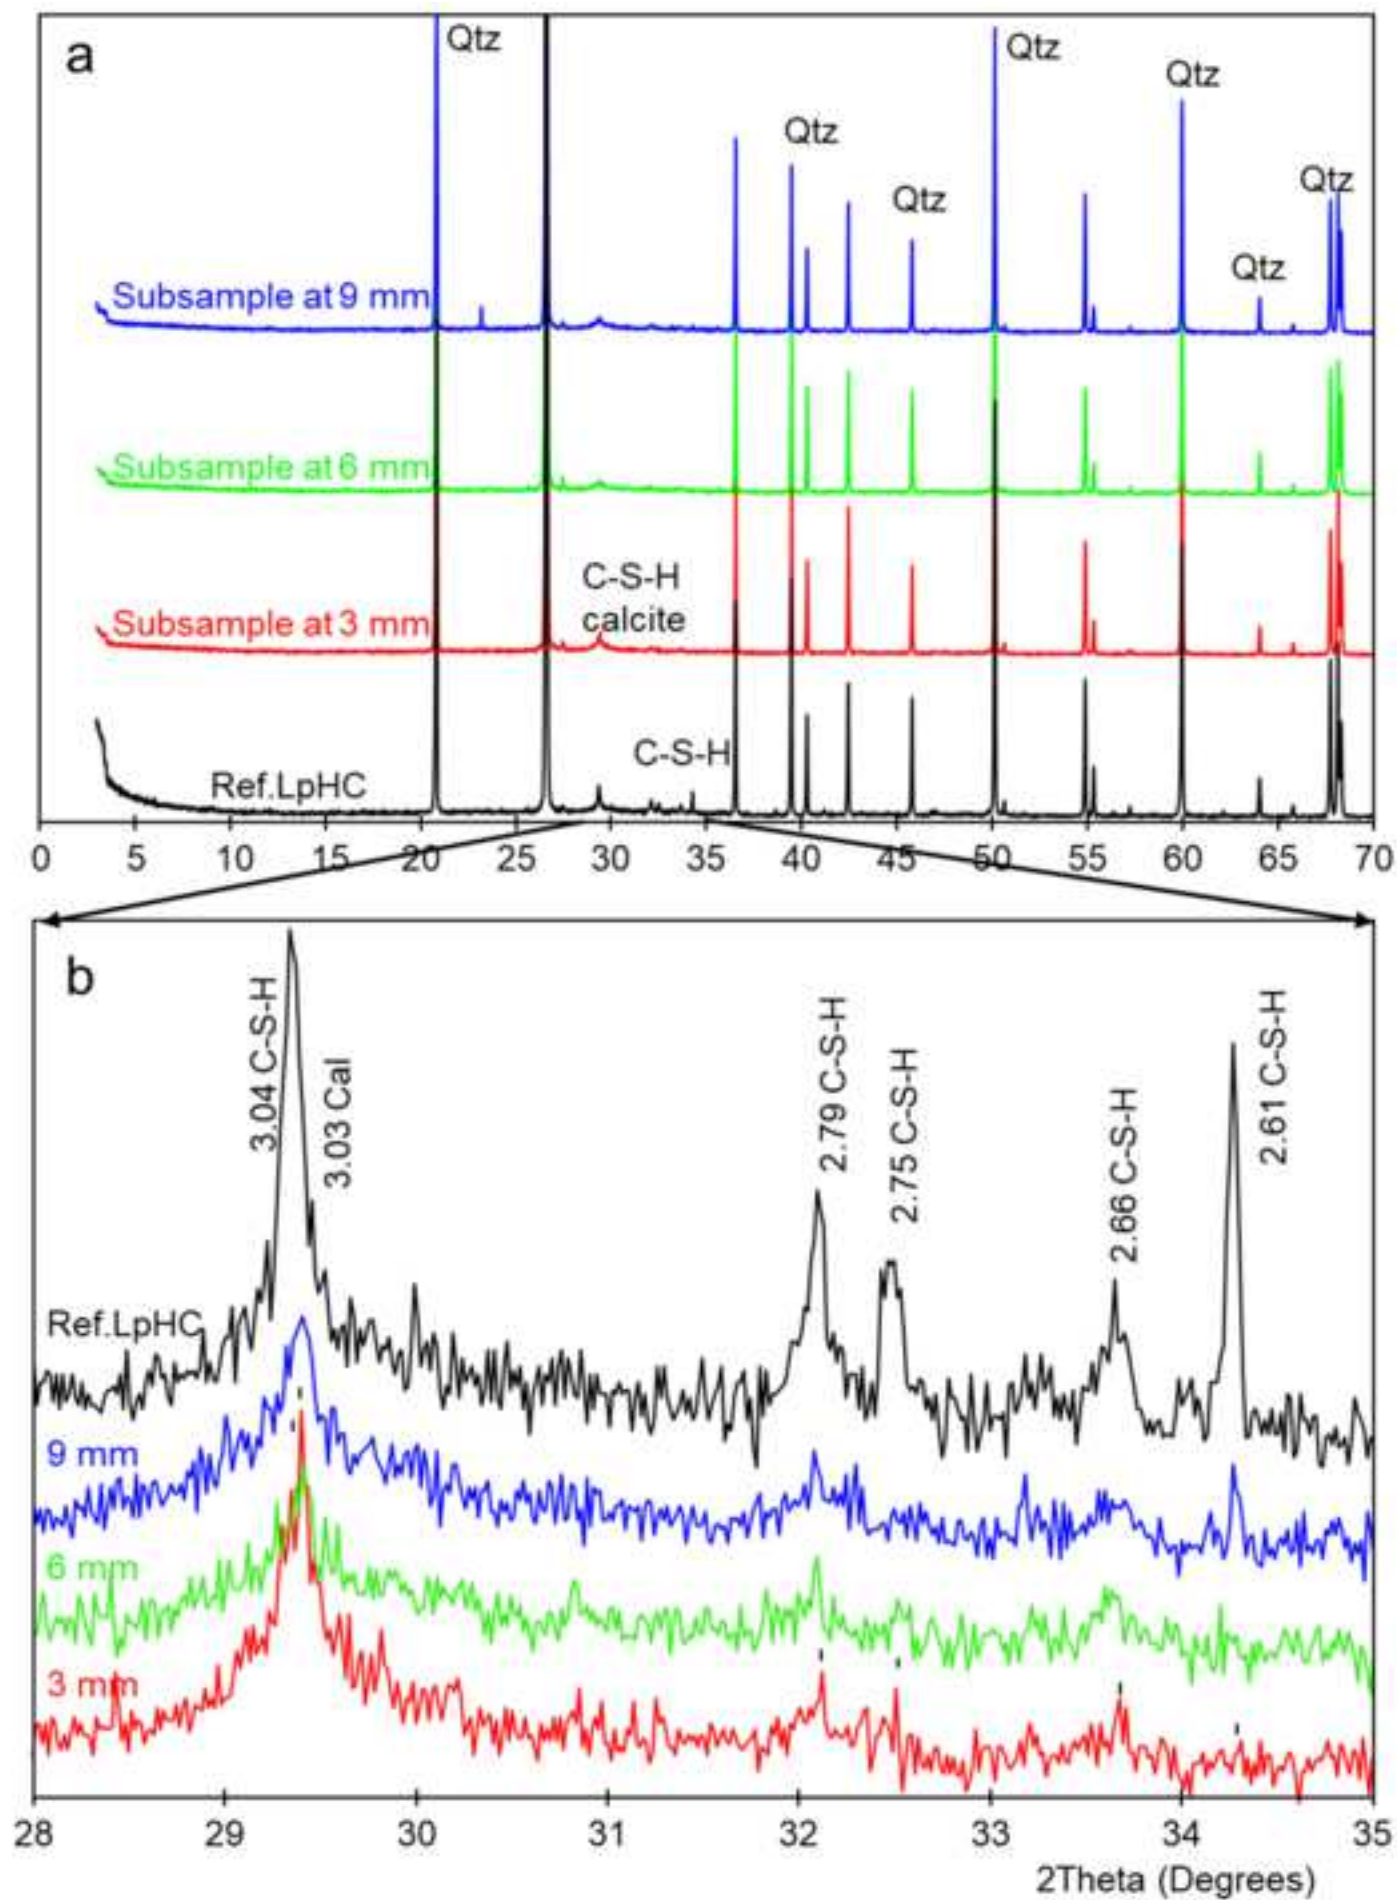 a
Qtz
Qtz
Qtz
Qtz
Qtz
Qtz
Qtz
Subsample at 9 mm
Subsample at 6 mm
C-S-H
calcite
Subsample at 3 mm
C-S-H
Ref.LpHC
0 5 10 15 20 25 30 35 40 45 50 55 60 65 70
b
3.04 C-S-H
3.03 Cal
2.79 C-S-H
2.75 C-S-H
2.66 C-S-H
2.61 C-S-H
Ref.LpHC
9 mm
6 mm
3 mm
28 29 30 31 32 33 34 35
2Theta (Degrees)